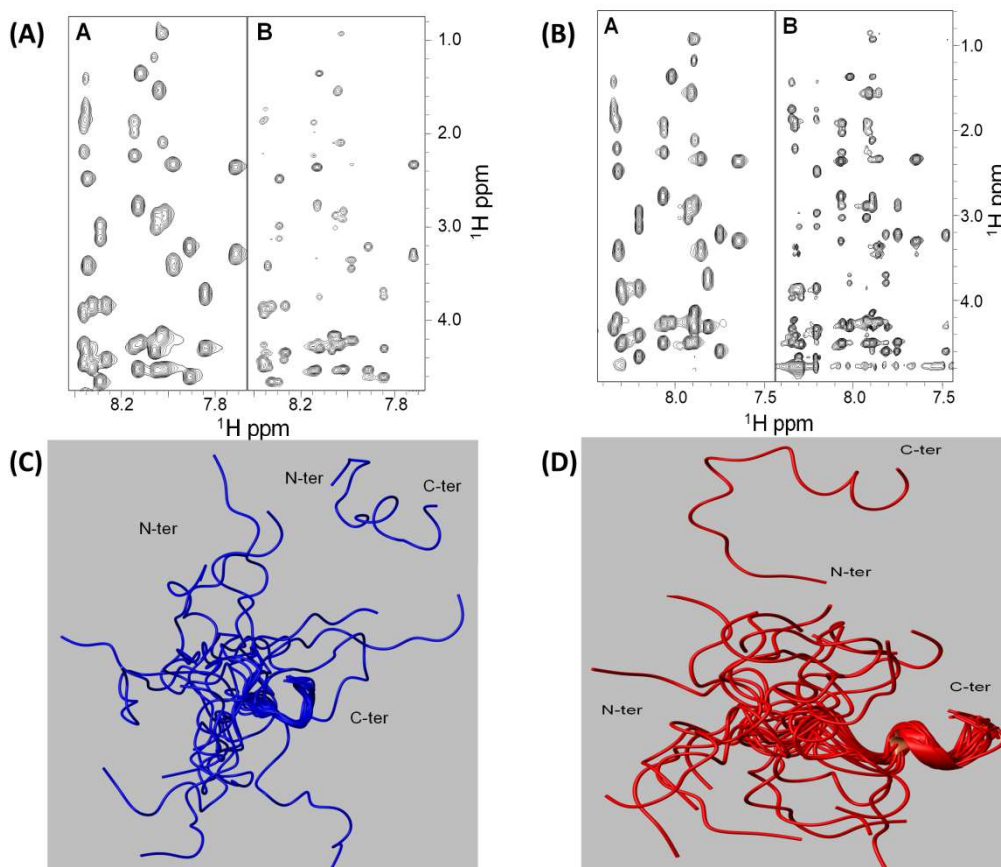 (A)
A
B
1.0
2.0
3.0
4.0
¹H ppm
8.2
7.8
8.2
7.8
¹H ppm
(B)
A
B
1.0
2.0
3.0
4.0
¹H ppm
8.0
7.5
8.0
7.5
¹H ppm
(C)
N-ter
C-ter
N-ter
C-ter
(D)
C-ter
N-ter
N-ter
C-ter